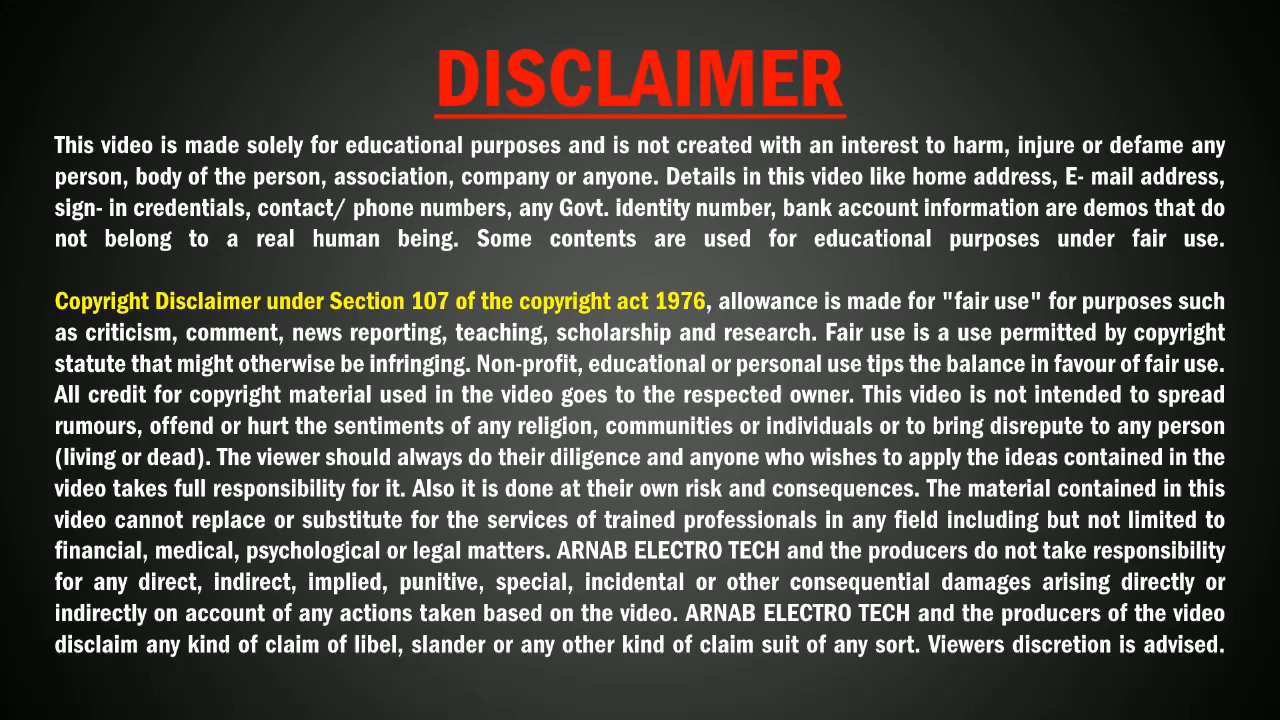 DISCLAIMER
This video is made solely for educational purposes and is not created with an interest to harm, injure or defame any
person, body of the person, association, company or anyone. Details in this video like home address, E- mail address,
sign- in credentials, contact/ phone numbers, any Govt. identity number, bank account information are demos that do
not belong to a real human being. Some contents are used for educational purposes under fair use.
Copyright Disclaimer under Section 107 of the copyright act 1976, allowance is made for "fair use" for purposes such
as criticism, comment, news reporting, teaching, scholarship and research. Fair use is a use permitted by copyright
statute that might otherwise be infringing. Non-profit, educational or personal use tips the balance in favour of fair use.
All credit for copyright material used in the video goes to the respected owner. This video is not intended to spread
rumours, offend or hurt the sentiments of any religion, communities or individuals or to bring disrepute to any person
(living or dead). The viewer should always do their diligence and anyone who wishes to apply the ideas contained in the
video takes full responsibility for it. Also it is done at their own risk and consequences. The material contained in this
video cannot replace or substitute for the services of trained professionals in any field including but not limited to
financial, medical, psychological or legal matters. ARNAB ELECTRO TECH and the producers do not take responsibility
for any direct, indirect, implied, punitive, special, incidental or other consequential damages arising directly or
indirectly on account of any actions taken based on the video. ARNAB ELECTRO TECH and the producers of the video
disclaim any kind of claim of libel, slander or any other kind of claim suit of any sort. Viewers discretion is advised.